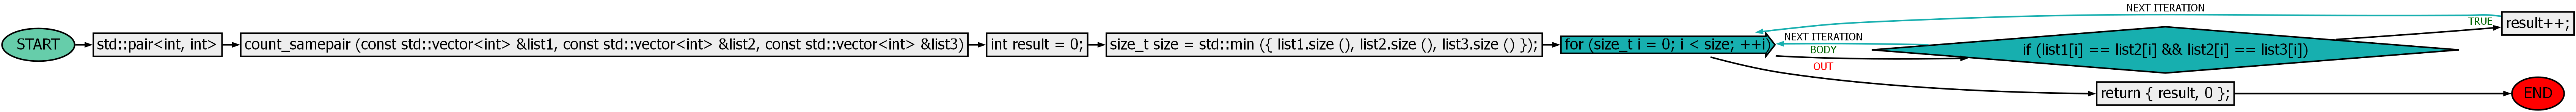 START
std::pair<int, int>
count_samepair (const std::vector<int> &list1, const std::vector<int> &list2, const std::vector<int> &list3)
int result = 0;
size_t size = std::min ({ list1.size (), list2.size (), list3.size () });
for (size_t i = 0; i < size; ++i)
NEXT ITERATION
NEXT ITERATION
BODY
OUT
if (list1[i] == list2[i] && list2[i] == list3[i])
TRUE
result++;
return { result, 0 };
END